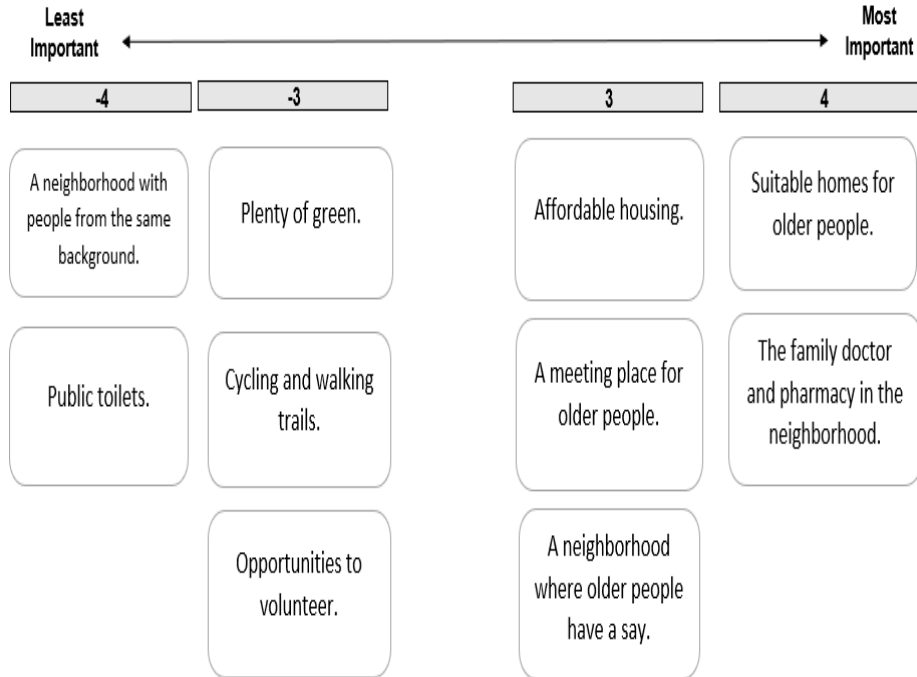 Least
Important
Most
Important
-4
-3
3
4
A neighborhood with
people from the same
background.
Plenty of green.
Affordable housing.
Suitable homes for
older people.
Public toilets.
Cycling and walking
trails.
A meeting place for
older people.
The family doctor
and pharmacy in the
neighborhood.
Opportunities to
volunteer.
A neighborhood
where older people
have a say.